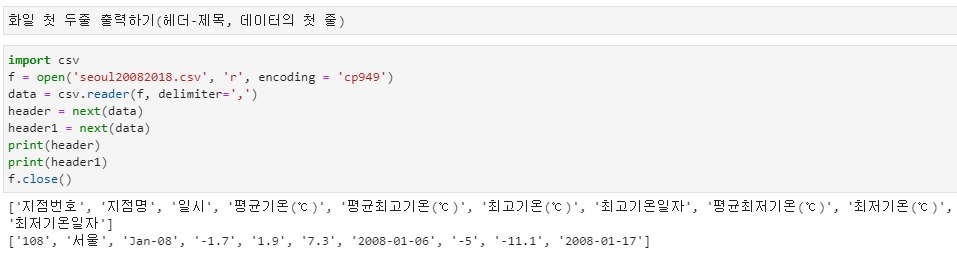 화일 첫 두줄 출력하기(헤더-제목, 데이터의 첫 줄)
import csv
f = open('seoul20082018.csv', 'r', encoding = 'cp949')
data = csv.reader(f, delimiter=',')
header = next(data)
header1 = next(data)
print(header)
print(header1)
f.close()
['지점번호', '지점명', '일시', '평균기온(℃)', '평균최고기온(℃)', '최고기온(℃)', '최고기온일자', '평균최저기온(℃)', '최저기온(℃)',
'최저기온일자']
['108', '서울', 'Jan-08', '-1.7', '1.9', '7.3', '2008-01-06', '-5', '-11.1', '2008-01-17']